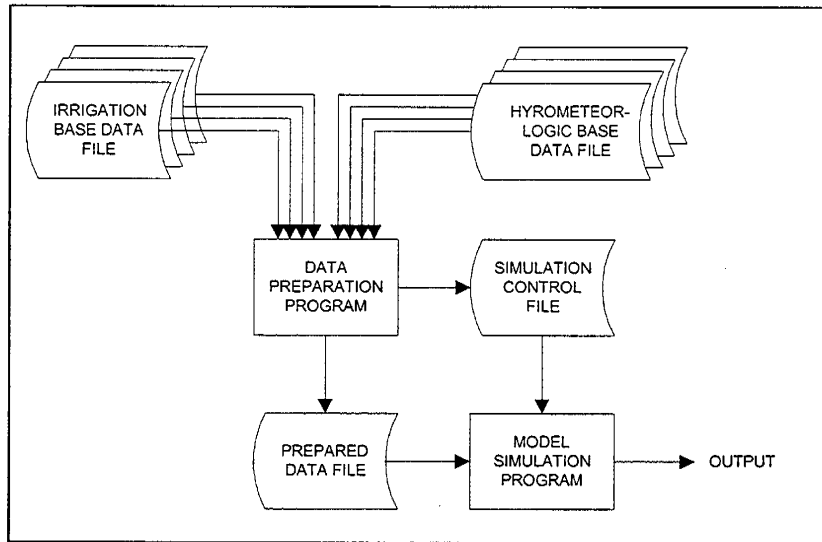 IRRIGATION
BASE DATA
FILE
HYROMETEOR-
LOGIC BASE
DATA FILE
DATA
PREPARATION
PROGRAM
SIMULATION
CONTROL
FILE
PREPARED
DATA FILE
MODEL
SIMULATION
PROGRAM
OUTPUT